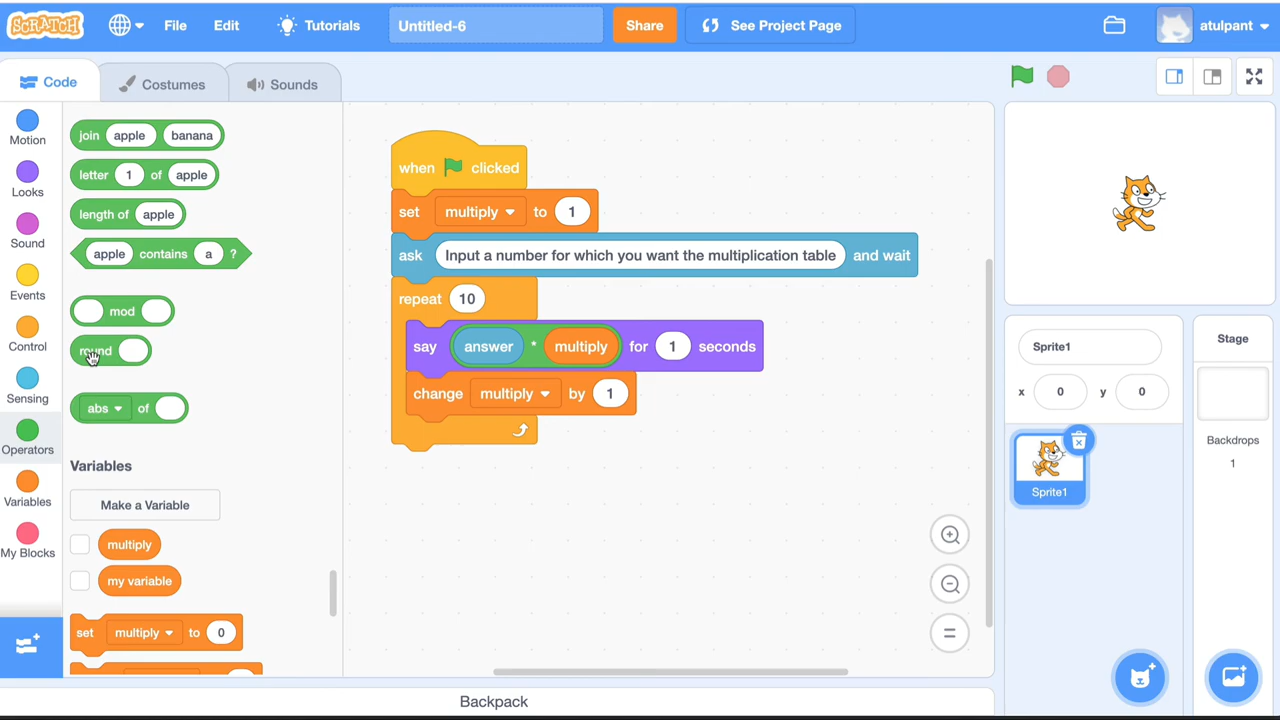 SCRATCH File Edit Tutorials Untitled-6 Share See Project Page atulpant
Code Costumes Sounds
Motion
Looks
Sound
Events
Control
Sensing
Operators
Variables
My Blocks
join apple banana
letter 1 of apple
length of apple
apple contains a ?
mod
round
abs of
Variables
Make a Variable
multiply
my variable
set multiply to 0
when clicked
set multiply to 1
ask Input a number for which you want the multiplication table and wait
repeat 10
say answer * multiply for 1 seconds
change multiply by 1
Sprite1
x 0 y 0
Sprite1
Stage
Backdrops
1
Backpack